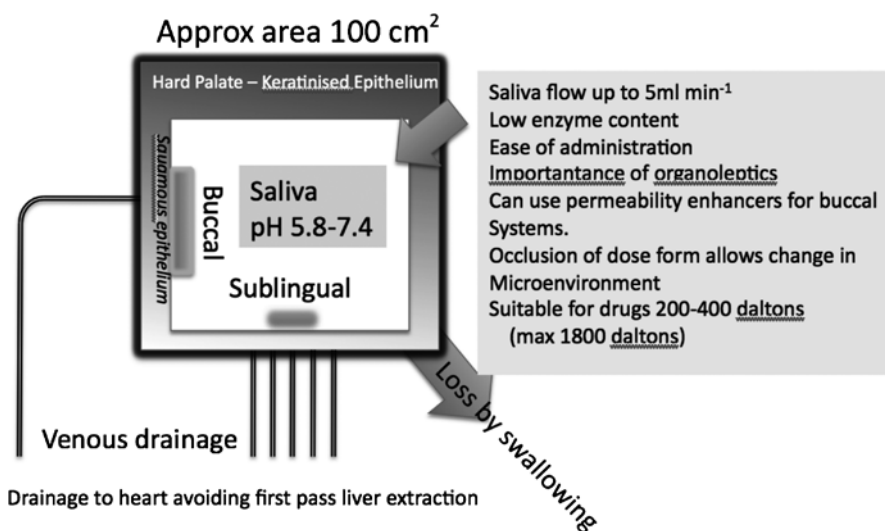 Approx area 100 cm²
Hard Palate – Keratinised Epithelium
Squamous epithelium
Buccal
Saliva
pH 5.8-7.4
Sublingual
Saliva flow up to 5ml min⁻¹
Low enzyme content
Ease of administration
Importantance of organoleptics
Can use permeability enhancers for buccal
Systems.
Occlusion of dose form allows change in
Microenvironment
Suitable for drugs 200-400 daltons
(max 1800 daltons)
Loss by swallowing
Venous drainage
Drainage to heart avoiding first pass liver extraction